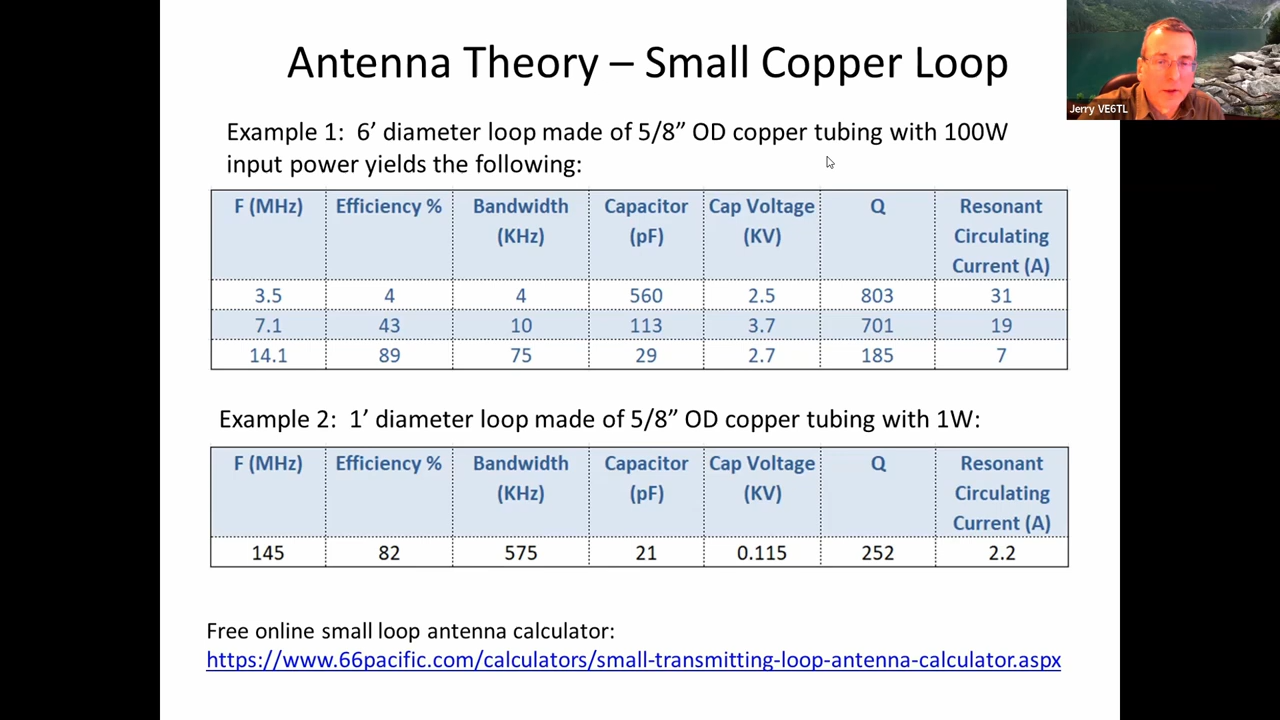 Antenna Theory – Small Copper Loop
Jerry VE6TL
Example 1: 6’ diameter loop made of 5/8” OD copper tubing with 100W
input power yields the following:
F (MHz) Efficiency % Bandwidth (KHz) Capacitor (pF) Cap Voltage (KV) Q Resonant Circulating Current (A)
3.5 4 4 560 2.5 803 31
7.1 43 10 113 3.7 701 19
14.1 89 75 29 2.7 185 7
Example 2: 1’ diameter loop made of 5/8” OD copper tubing with 1W:
F (MHz) Efficiency % Bandwidth (KHz) Capacitor (pF) Cap Voltage (KV) Q Resonant Circulating Current (A)
145 82 575 21 0.115 252 2.2
Free online small loop antenna calculator:
https://www.66pacific.com/calculators/small-transmitting-loop-antenna-calculator.aspx